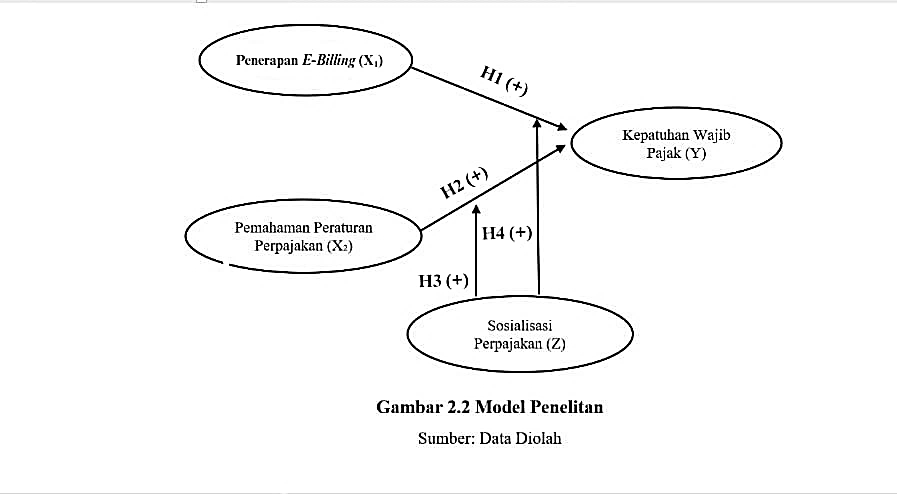 Penerapan E-Billing (X₁)
H1 (+)
Kepatuhan Wajib
Pajak (Y)
H2 (+)
Pemahaman Peraturan
Perpajakan (X₂)
H4 (+)
H3 (+)
Sosialisasi
Perpajakan (Z)
Gambar 2.2 Model Penelitan
Sumber: Data Diolah